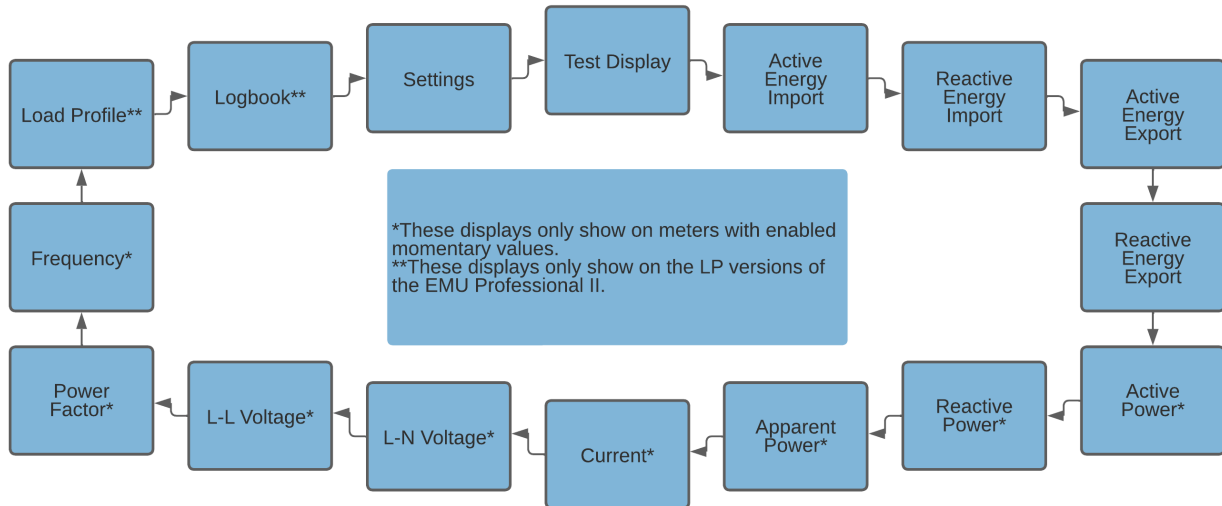 Load Profile**
Logbook**
Settings
Test Display
Active
Energy
Import
Reactive
Energy
Import
Active
Energy
Export
Reactive
Energy
Export
Active
Power*
Reactive
Power*
Apparent
Power*
Current*
L-N Voltage*
L-L Voltage*
Power
Factor*
Frequency*
*These displays only show on meters with enabled
momentary values.
**These displays only show on the LP versions of
the EMU Professional II.